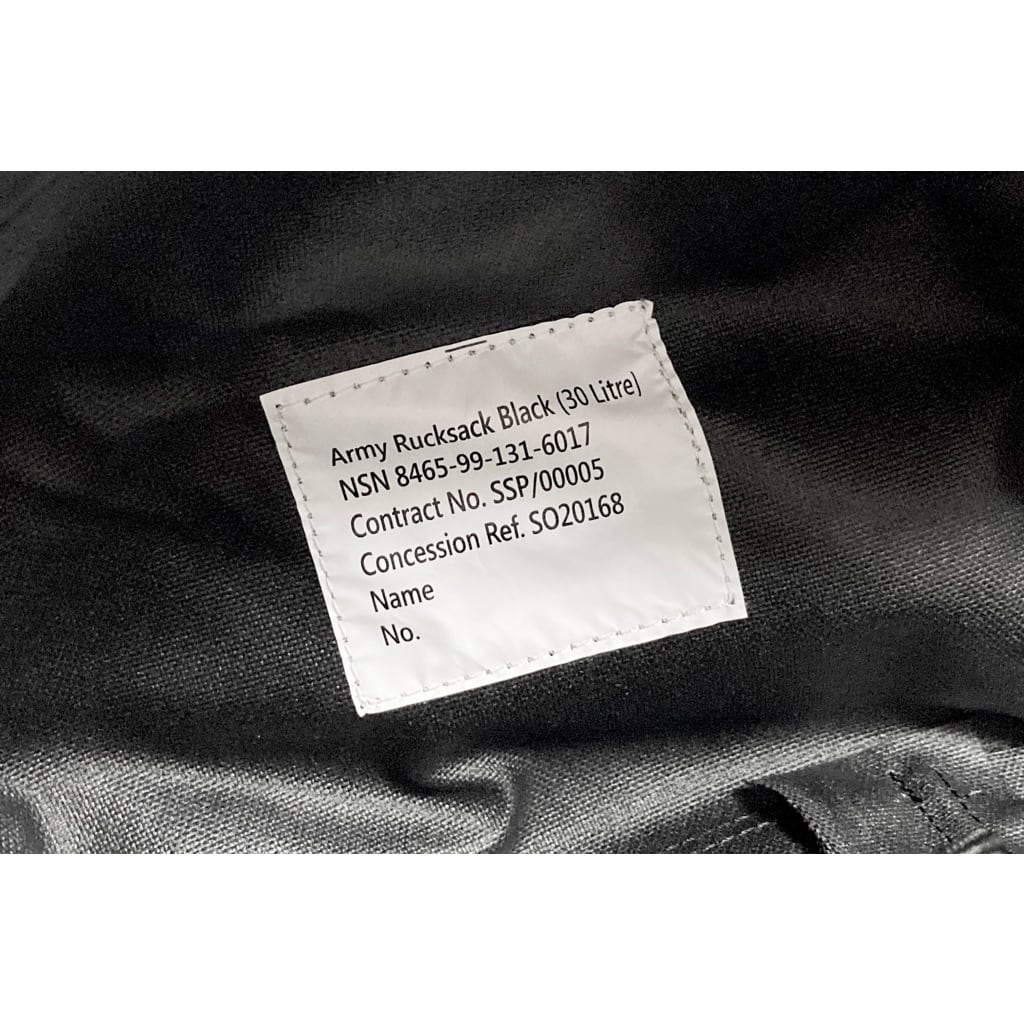 Army Rucksack Black (30 Litre)
NSN 8465-99-131-6017
Contract No. SSP/00005
Concession Ref. SO20168
Name
No.